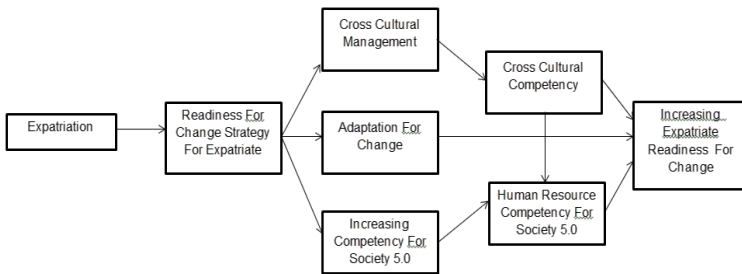 Expatriation
Readiness For
Change Strategy
For Expatriate
Cross Cultural
Management
Adaptation For
Change
Increasing
Competency For
Society 5.0
Cross Cultural
Competency
Human Resource
Competency For
Society 5.0
Increasing
Expatriate
Readiness For
Change